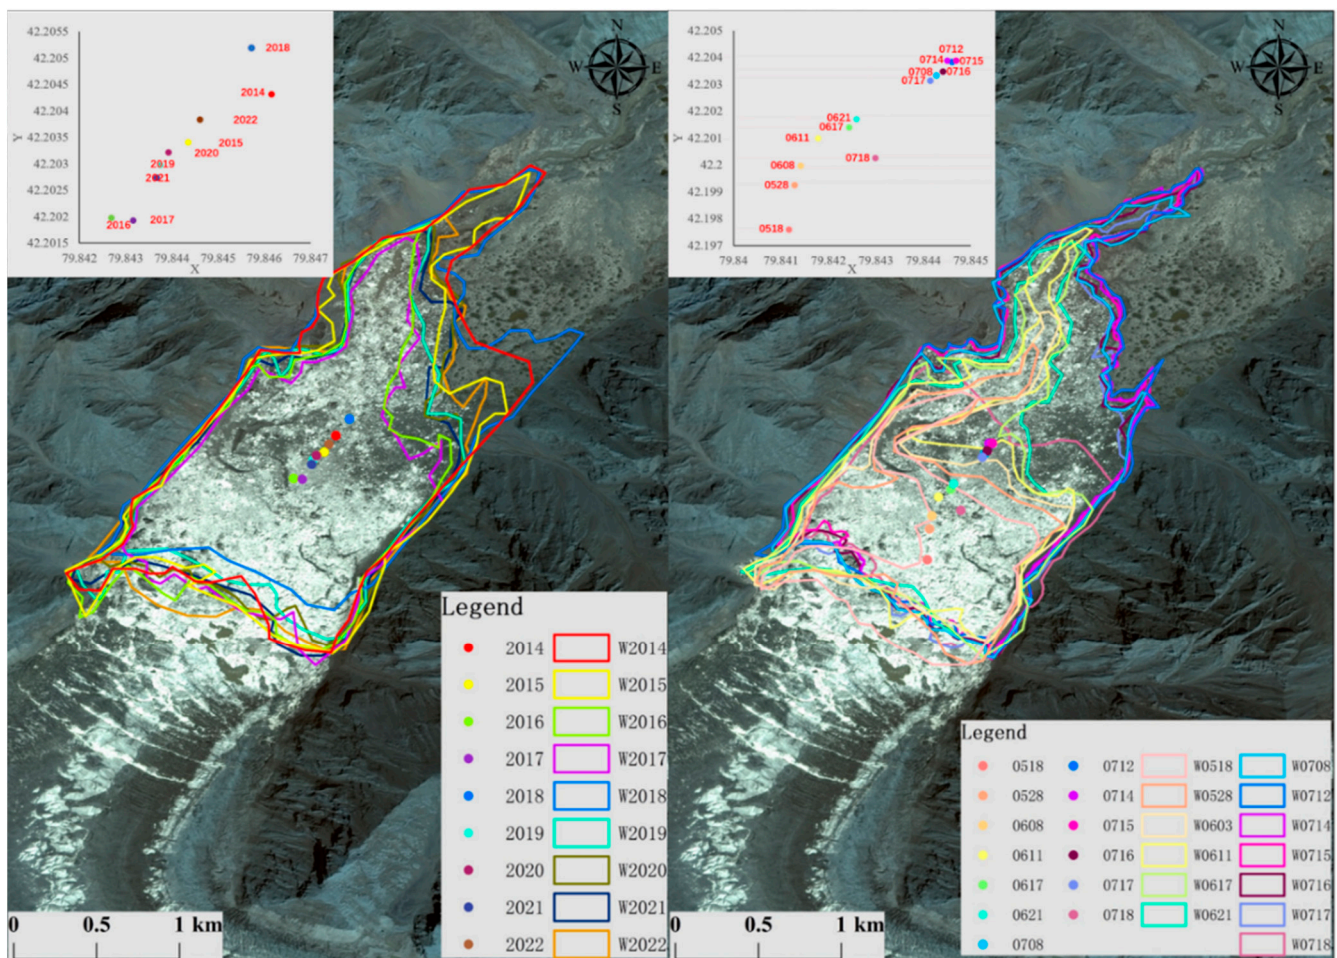 42.2055
42.205
42.2045
42.204
42.2035
42.203
42.2025
42.202
42.2015
Y
2018
2014
2022
2015
2020
2019
2021
2016
2017
79.842
79.843
79.844
79.845
79.846
79.847
X
N
W
E
S
42.205
42.204
42.203
42.202
42.201
42.2
42.199
42.198
42.197
Y
0712
0714
0715
0708
0716
0717
0621
0617
0611
0718
0608
0528
0518
79.84
79.841
79.842
79.843
79.844
79.845
X
N
W
E
S
Legend
2014 W2014
2015 W2015
2016 W2016
2017 W2017
2018 W2018
2019 W2019
2020 W2020
2021 W2021
2022 W2022
0 0.5 1 km
Legend
0518 0712 W0518 W0708
0528 0714 W0528 W0712
0608 0715 W0603 W0714
0611 0716 W0611 W0715
0617 0717 W0617 W0716
0621 0718 W0621 W0717
0708 W0718
0 0.5 1 km